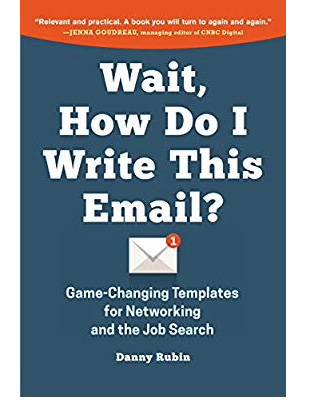 "Relevant and practical. A book you will turn to again and again."
—JENNA GOUDREAU, managing editor of CNBC Digital
Wait,
How Do I
Write This
Email?
1
Game-Changing Templates
for Networking
and the Job Search
Danny Rubin